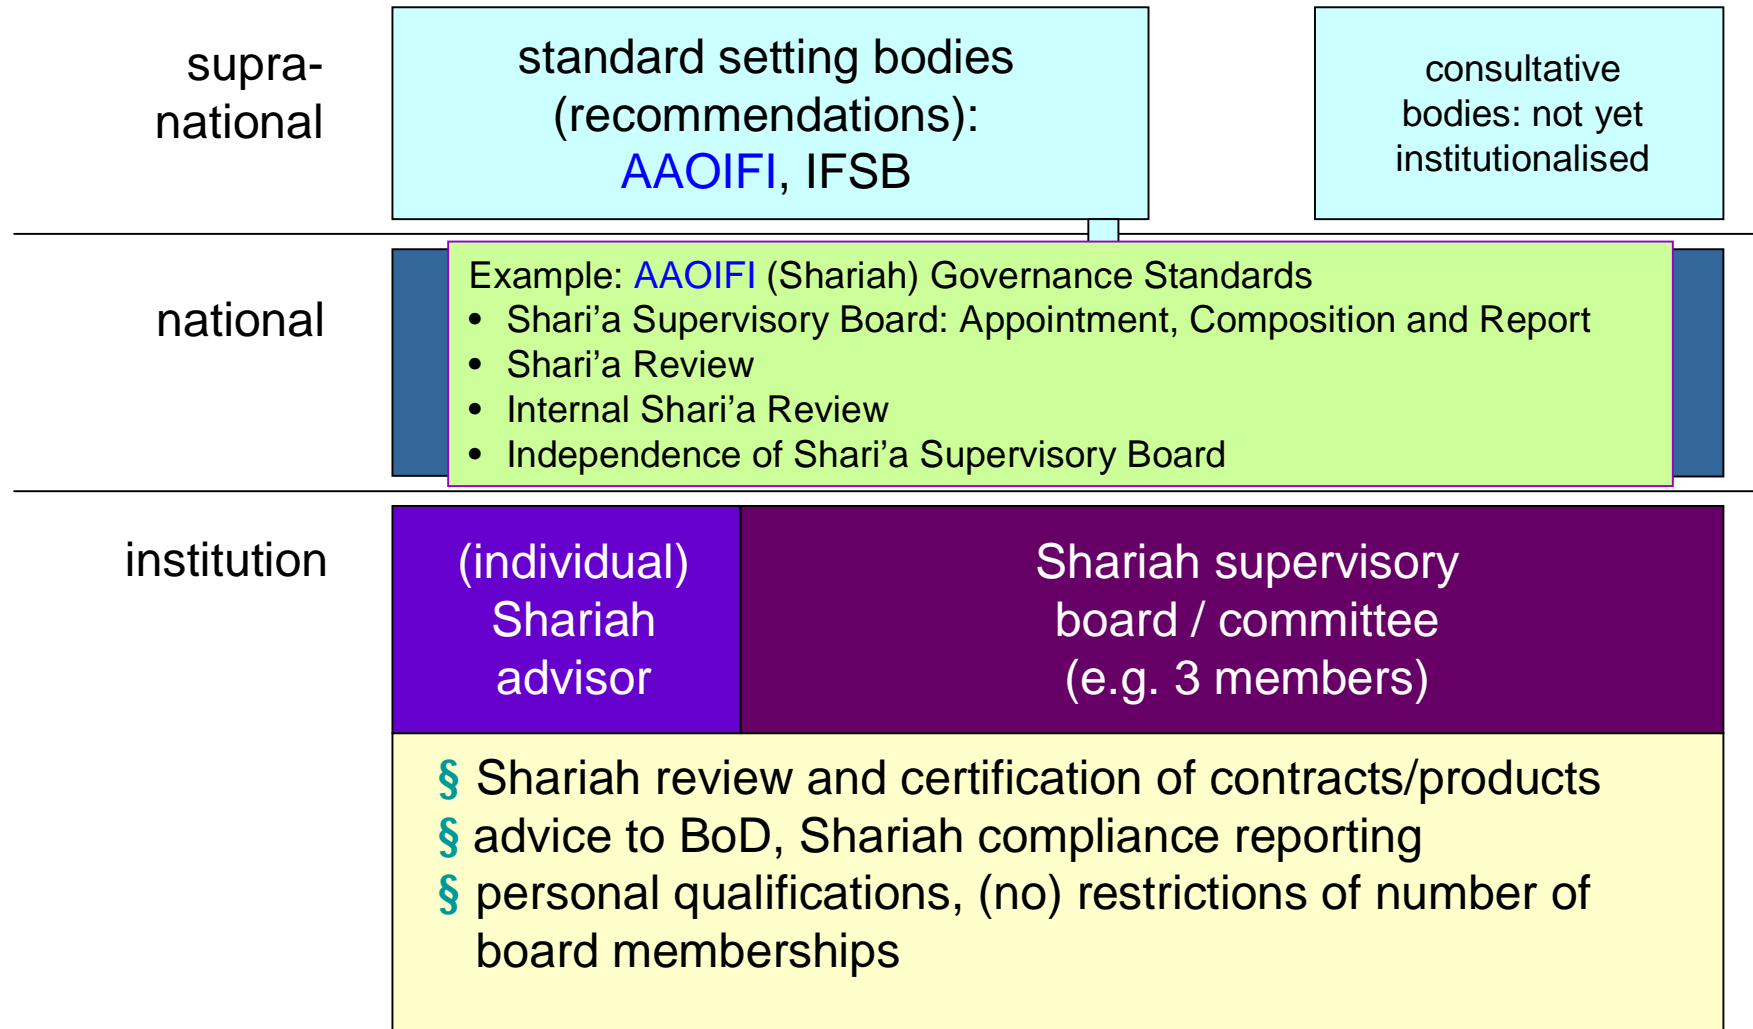 supra-
national
standard setting bodies
(recommendations):
AAOIFI, IFSB
consultative
bodies: not yet
institutionalised
national
Example: AAOIFI (Shariah) Governance Standards
• Shari’a Supervisory Board: Appointment, Composition and Report
• Shari’a Review
• Internal Shari’a Review
• Independence of Shari’a Supervisory Board
institution
(individual)
Shariah
advisor
Shariah supervisory
board / committee
(e.g. 3 members)
§ Shariah review and certification of contracts/products
§ advice to BoD, Shariah compliance reporting
§ personal qualifications, (no) restrictions of number of
board memberships